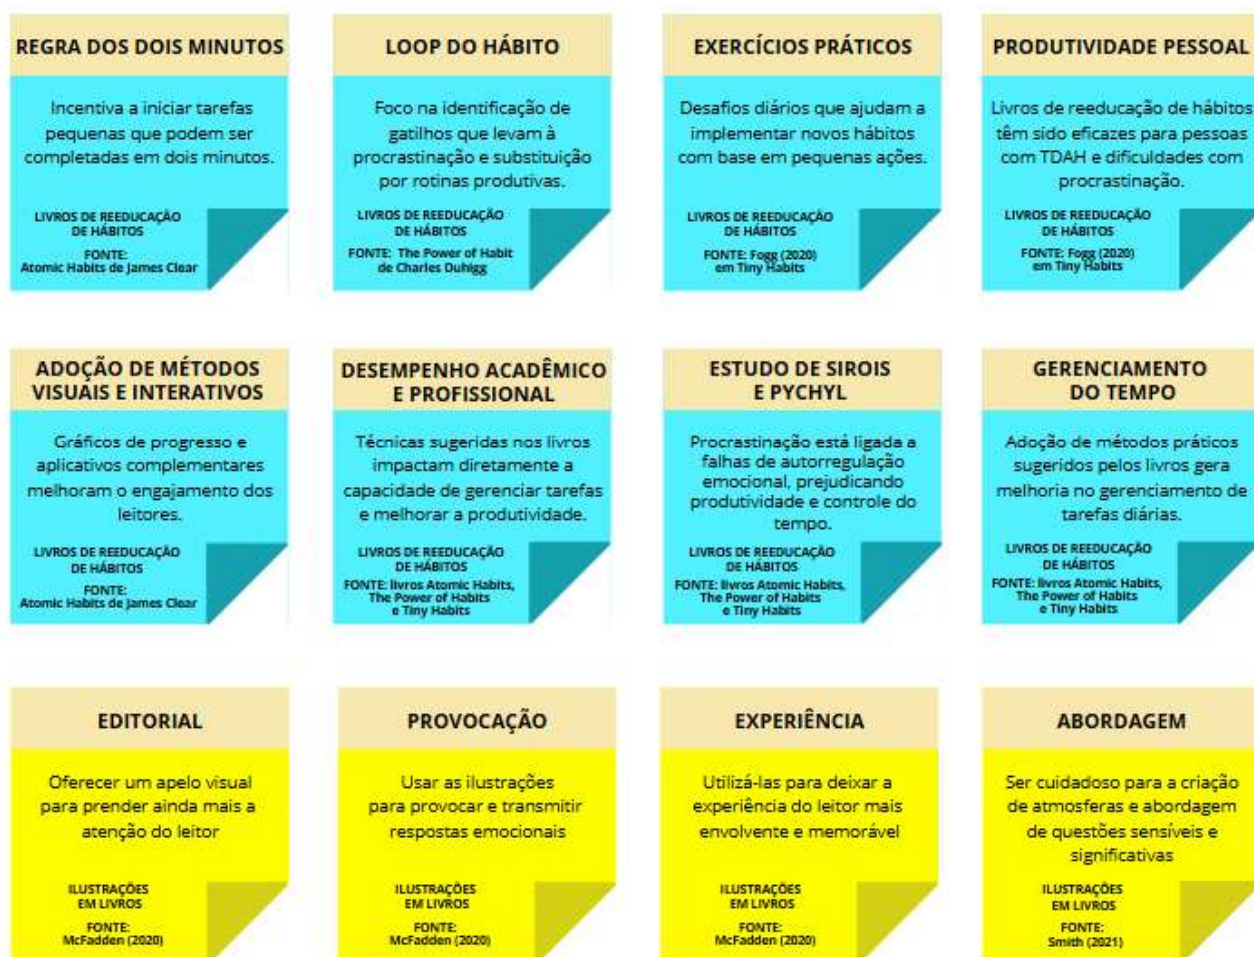 REGRA DOS DOIS MINUTOS
Incentiva a iniciar tarefas
pequenas que podem ser
completadas em dois minutos.
LIVROS DE REEDUCAÇÃO
DE HÁBITOS
FONTE:
Atomic Habits de James Clear
LOOP DO HÁBITO
Foco na identificação de
gatilhos que levam à
procrastinação e substituição
por rotinas produtivas.
LIVROS DE REEDUCAÇÃO
DE HÁBITOS
FONTE: The Power of Habit
de Charles Duhigg
EXERCÍCIOS PRÁTICOS
Desafios diários que ajudam a
implementar novos hábitos
com base em pequenas ações.
LIVROS DE REEDUCAÇÃO
DE HÁBITOS
FONTE: Fogg (2020)
em Tiny Habits
PRODUTIVIDADE PESSOAL
Livros de reeducação de hábitos
têm sido eficazes para pessoas
com TDAH e dificuldades com
procrastinação.
LIVROS DE REEDUCAÇÃO
DE HÁBITOS
FONTE: Fogg (2020)
em Tiny Habits
ADOÇÃO DE MÉTODOS
VISUAIS E INTERATIVOS
Gráficos de progresso e
aplicativos complementares
melhoram o engajamento dos
leitores.
LIVROS DE REEDUCAÇÃO
DE HÁBITOS
FONTE:
Atomic Habits de James Clear
DESEMPENHO ACADÊMICO
E PROFISSIONAL
Técnicas sugeridas nos livros
impactam diretamente a
capacidade de gerenciar tarefas
e melhorar a produtividade.
LIVROS DE REEDUCAÇÃO
DE HÁBITOS
FONTE: livros Atomic Habits,
The Power of Habits
e Tiny Habits
ESTUDO DE SIROIS
E PYCHYL
Procrastinação está ligada a
falhas de autorregulação
emocional, prejudicando
produtividade e controle do
tempo.
LIVROS DE REEDUCAÇÃO
DE HÁBITOS
FONTE: livros Atomic Habits,
The Power of Habits
e Tiny Habits
GERENCIAMENTO
DO TEMPO
Adoção de métodos práticos
sugeridos pelos livros gera
melhoria no gerenciamento de
tarefas diárias.
LIVROS DE REEDUCAÇÃO
DE HÁBITOS
FONTE: livros Atomic Habits,
The Power of Habits
e Tiny Habits
EDITORIAL
Oferecer um apelo visual
para prender ainda mais a
atenção do leitor
ILUSTRAÇÕES
EM LIVROS
FONTE:
McFadden (2020)
PROVOCAÇÃO
Usar as ilustrações
para provocar e transmitir
respostas emocionais
ILUSTRAÇÕES
EM LIVROS
FONTE:
McFadden (2020)
EXPERIÊNCIA
Utilizá-las para deixar a
experiência do leitor mais
envolvente e memorável
ILUSTRAÇÕES
EM LIVROS
FONTE:
McFadden (2020)
ABORDAGEM
Ser cuidadoso para a criação
de atmosferas e abordagem
de questões sensíveis e
significativas
ILUSTRAÇÕES
EM LIVROS
FONTE:
Smith (2021)